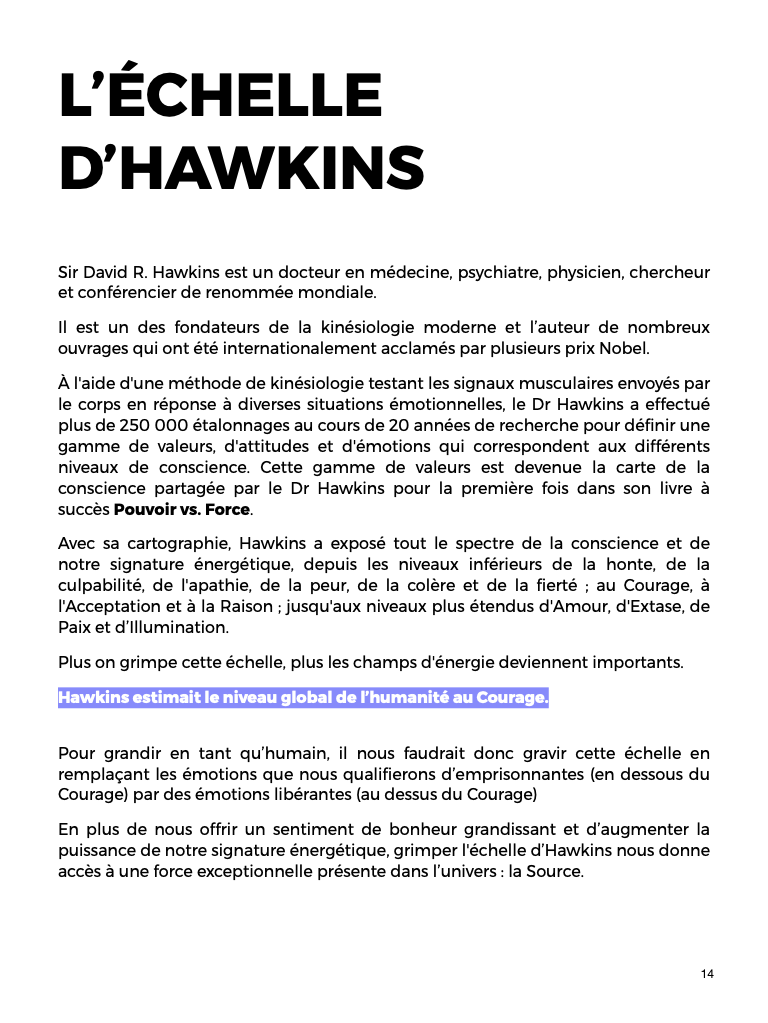 L’ÉCHELLE
D’HAWKINS
Sir David R. Hawkins est un docteur en médecine, psychiatre, physicien, chercheur
et conférencier de renommée mondiale.
Il est un des fondateurs de la kinésiologie moderne et l’auteur de nombreux
ouvrages qui ont été internationalement acclamés par plusieurs prix Nobel.
À l'aide d'une méthode de kinésiologie testant les signaux musculaires envoyés par
le corps en réponse à diverses situations émotionnelles, le Dr Hawkins a effectué
plus de 250 000 étalonnages au cours de 20 années de recherche pour définir une
gamme de valeurs, d'attitudes et d'émotions qui correspondent aux différents
niveaux de conscience. Cette gamme de valeurs est devenue la carte de la
conscience partagée par le Dr Hawkins pour la première fois dans son livre à
succès Pouvoir vs. Force.
Avec sa cartographie, Hawkins a exposé tout le spectre de la conscience et de
notre signature énergétique, depuis les niveaux inférieurs de la honte, de la
culpabilité, de l'apathie, de la peur, de la colère et de la fierté ; au Courage, à
l'Acceptation et à la Raison ; jusqu'aux niveaux plus étendus d'Amour, d'Extase, de
Paix et d’Illumination.
Plus on grimpe cette échelle, plus les champs d'énergie deviennent importants.
Hawkins estimait le niveau global de l’humanité au Courage.
Pour grandir en tant qu’humain, il nous faudrait donc gravir cette échelle en
remplaçant les émotions que nous qualifierons d’emprisonnantes (en dessous du
Courage) par des émotions libérantes (au dessus du Courage)
En plus de nous offrir un sentiment de bonheur grandissant et d’augmenter la
puissance de notre signature énergétique, grimper l'échelle d’Hawkins nous donne
accès à une force exceptionnelle présente dans l’univers : la Source.
14